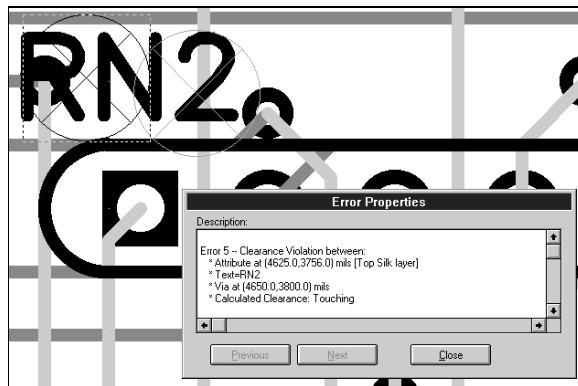 RN2
Error Properties
Description:
Error 5 -- Clearance Violation between:
* Attribute at (4625.0,3756.0) mils [Top Silk layer]
* Text=RN2
* Via at (4650.0,3800.0) mils
* Calculated Clearance: Touching
Previous Next Close